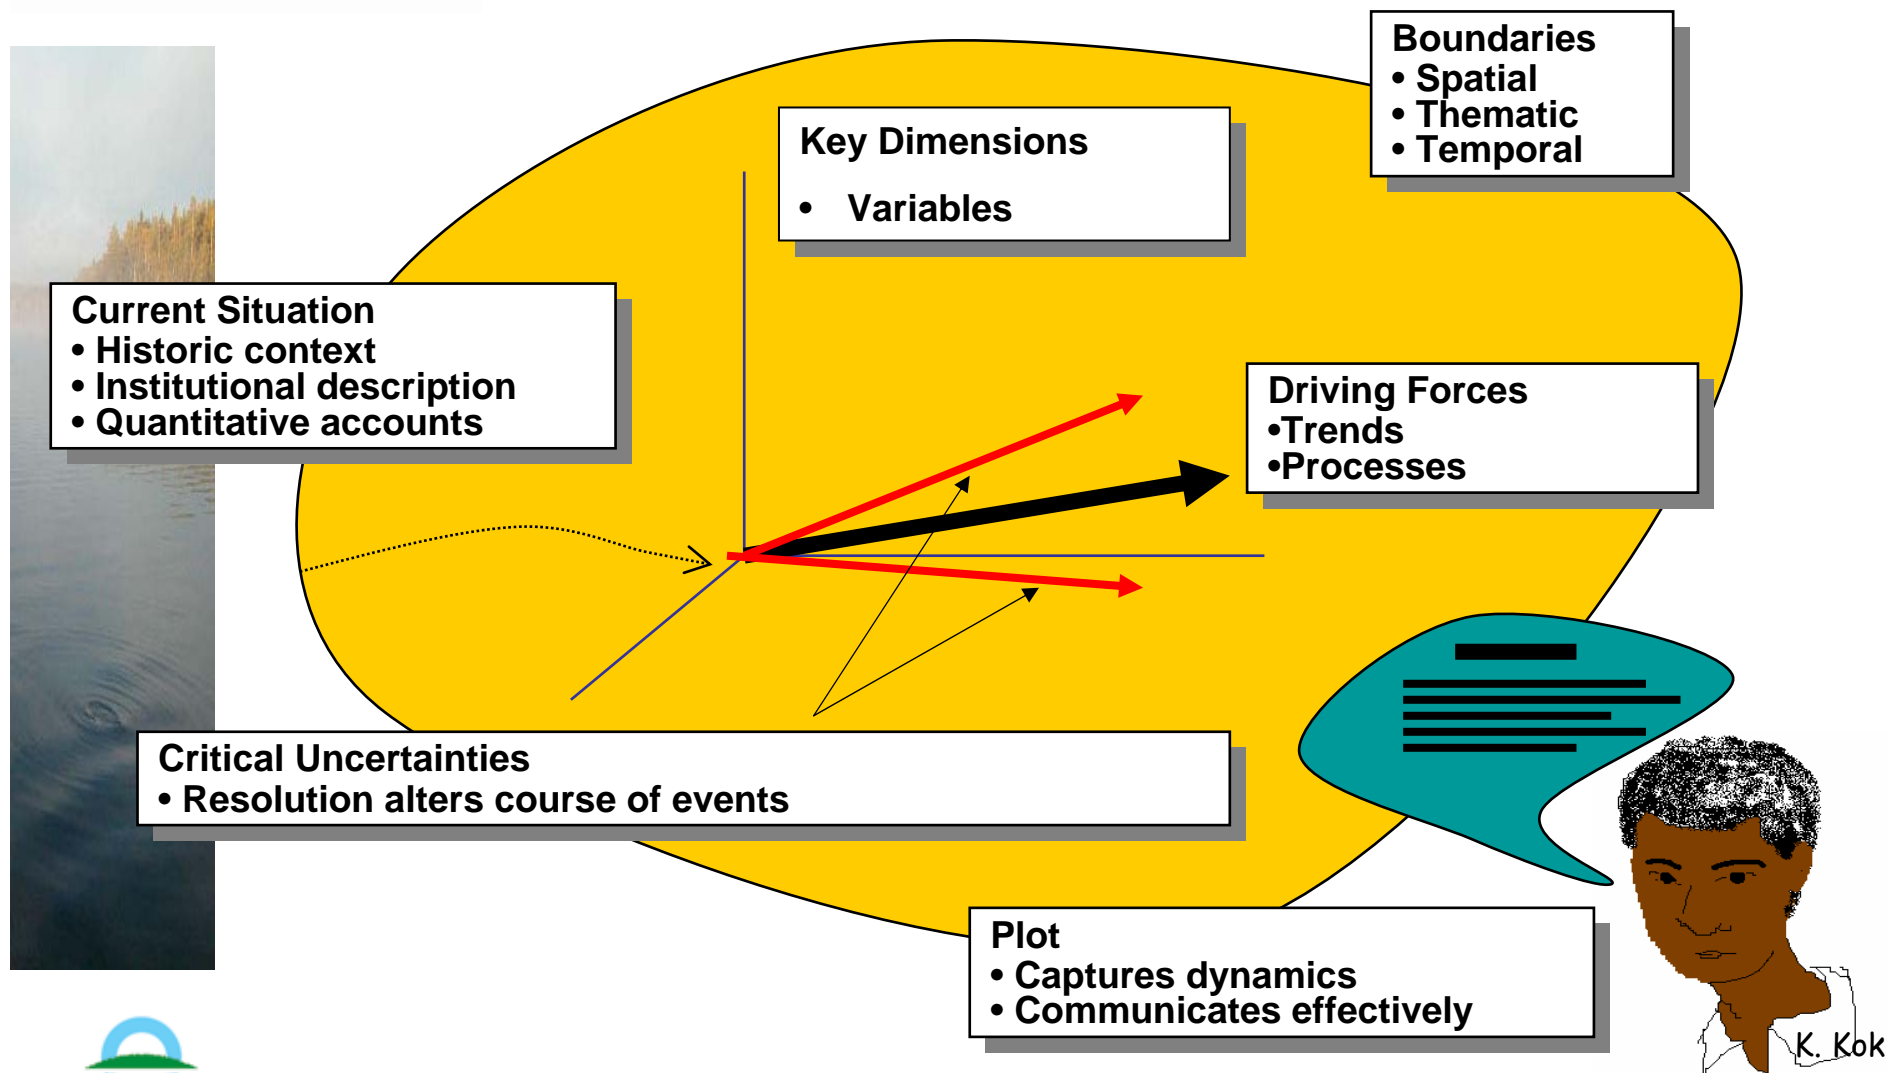 Boundaries
• Spatial
• Thematic
• Temporal
Key Dimensions
• Variables
Current Situation
• Historic context
• Institutional description
• Quantitative accounts
Driving Forces
•Trends
•Processes
Critical Uncertainties
• Resolution alters course of events
Plot
• Captures dynamics
• Communicates effectively
K. Kok